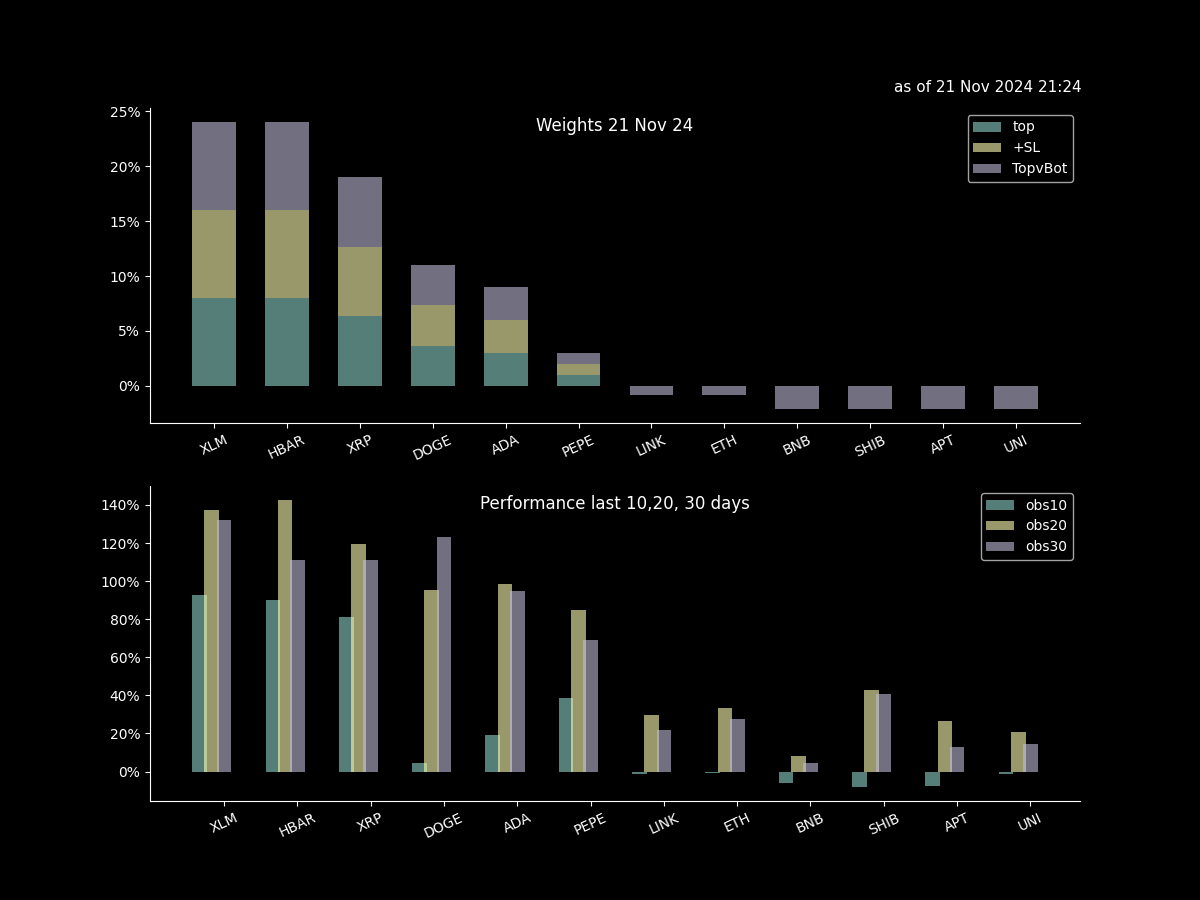 as of 21 Nov 2024 21:24
Weights 21 Nov 24
25%
20%
15%
10%
5%
0%
top
+SL
TopvBot
XLM HBAR XRP DOGE ADA PEPE LINK ETH BNB SHIB APT UNI
Performance last 10,20, 30 days
140%
120%
100%
80%
60%
40%
20%
0%
obs10
obs20
obs30
XLM HBAR XRP DOGE ADA PEPE LINK ETH BNB SHIB APT UNI